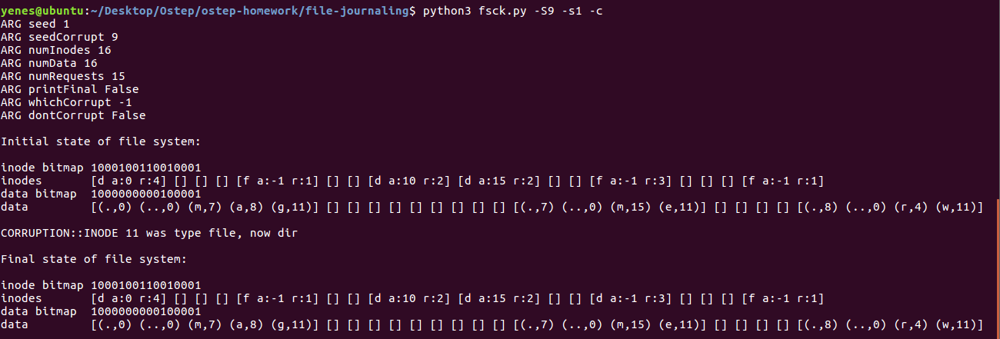 yenes@ubuntu:~/Desktop/Ostep/ostep-homework/file-journaling$ python3 fsck.py -S9 -s1 -c
ARG seed 1
ARG seedCorrupt 9
ARG numInodes 16
ARG numData 16
ARG numRequests 15
ARG printFinal False
ARG whichCorrupt -1
ARG dontCorrupt False
Initial state of file system:
inode bitmap 1000100110010001
inodes       [d a:0 r:4] [] [] [] [f a:-1 r:1] [] [] [d a:10 r:2] [d a:15 r:2] [] [] [f a:-1 r:3] [] [] [] [f a:-1 r:1]
data bitmap  1000000000100001
data         [(.,0) (..,0) (m,7) (a,8) (g,11)] [] [] [] [] [] [] [] [] [] [(.,7) (..,0) (m,15) (e,11)] [] [] [] [] [(.,8) (..,0) (r,4) (w,11)]
CORRUPTION::INODE 11 was type file, now dir
Final state of file system:
inode bitmap 1000100110010001
inodes       [d a:0 r:4] [] [] [] [f a:-1 r:1] [] [] [d a:10 r:2] [d a:15 r:2] [] [] [d a:-1 r:3] [] [] [] [f a:-1 r:1]
data bitmap  1000000000100001
data         [(.,0) (..,0) (m,7) (a,8) (g,11)] [] [] [] [] [] [] [] [] [] [(.,7) (..,0) (m,15) (e,11)] [] [] [] [] [(.,8) (..,0) (r,4) (w,11)]